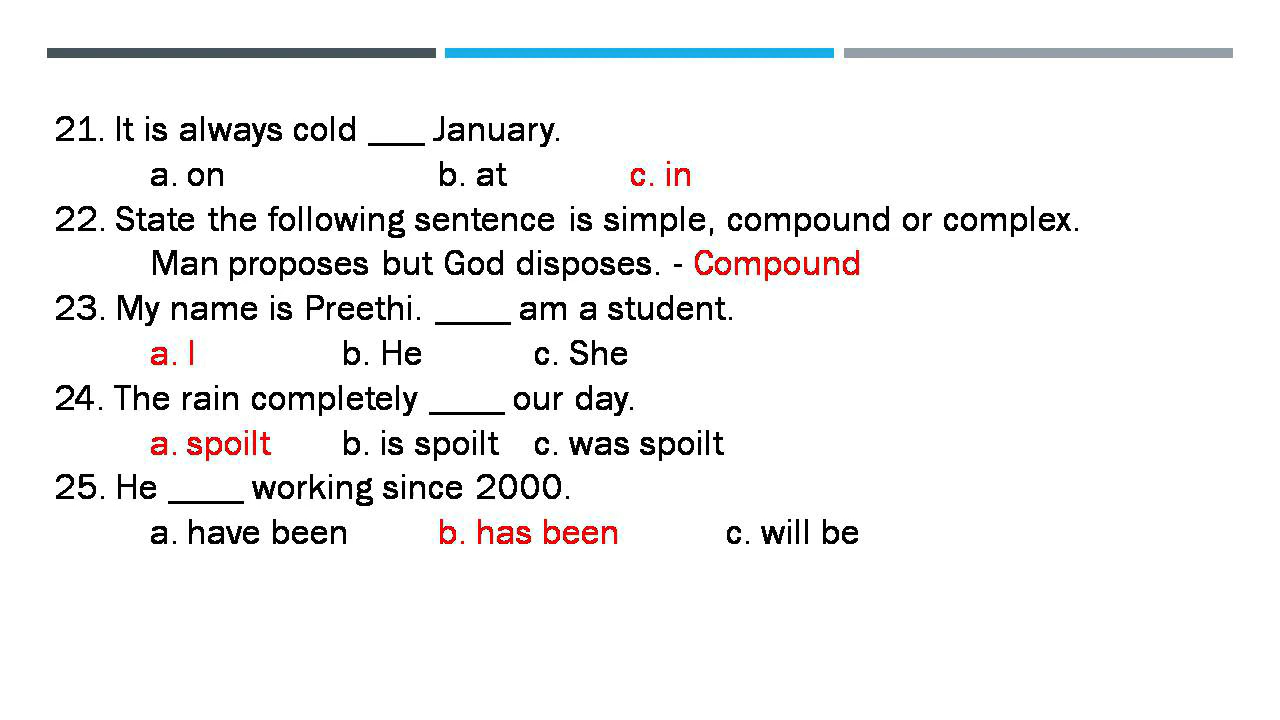 21. It is always cold ___ January.
a. on b. at c. in
22. State the following sentence is simple, compound or complex.
Man proposes but God disposes. - Compound
23. My name is Preethi. ____ am a student.
a. I b. He c. She
24. The rain completely ____ our day.
a. spoilt b. is spoilt c. was spoilt
25. He ____ working since 2000.
a. have been b. has been c. will be